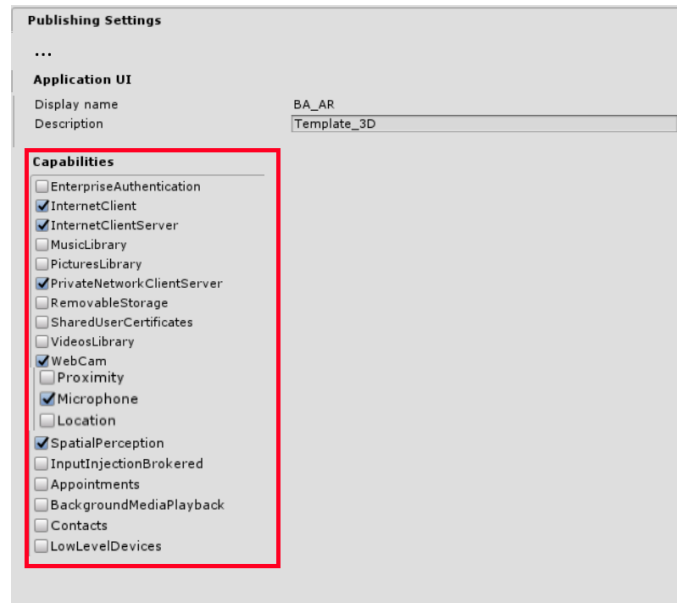 Publishing Settings
...
Application UI
Display name BA_AR
Description Template_3D
Capabilities
EnterpriseAuthentication
InternetClient
InternetClientServer
MusicLibrary
PicturesLibrary
PrivateNetworkClientServer
RemovableStorage
SharedUserCertificates
VideosLibrary
WebCam
Proximity
Microphone
Location
SpatialPerception
InputInjectionBrokered
Appointments
BackgroundMediaPlayback
Contacts
LowLevelDevices